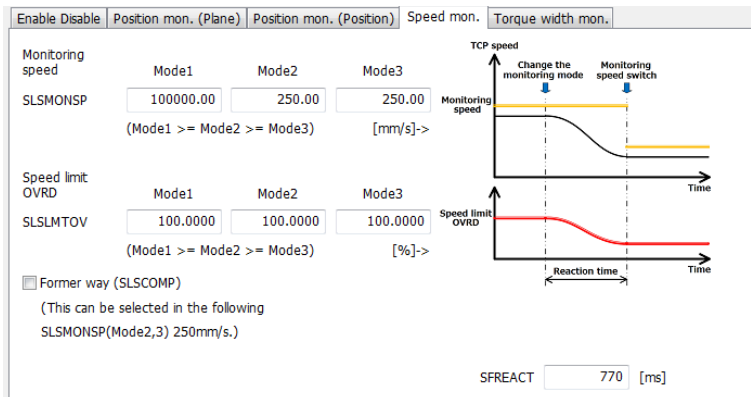 Enable Disable Position mon. (Plane) Position mon. (Position) Speed mon. Torque width mon.
Monitoring
speed Mode1 Mode2 Mode3
SLSMONSP 100000.00 250.00 250.00
(Mode1 >= Mode2 >= Mode3) [mm/s]->
Speed limit
OVRD Mode1 Mode2 Mode3
SLSLMTOV 100.0000 100.0000 100.0000
(Mode1 >= Mode2 >= Mode3) [%]->
Former way (SLSCOMP)
(This can be selected in the following
SLSMONSP(Mode2,3) 250mm/s.)
TCP speed
Change the
monitoring mode
Monitoring
speed switch
Monitoring
speed
Time
Speed limit
OVRD
Reaction time
Time
SFREACT 770 [ms]